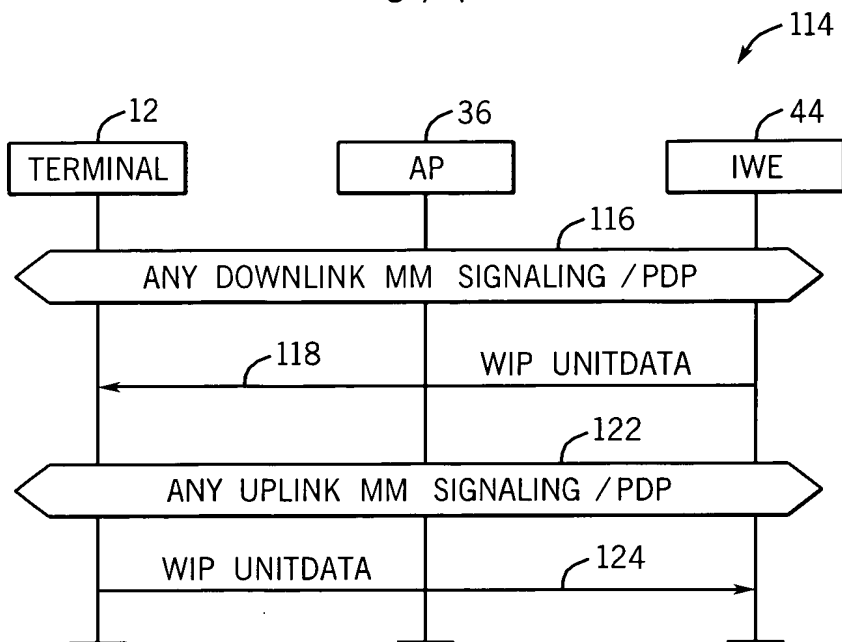 114
12
36
44
TERMINAL
AP
IWE
116
ANY DOWNLINK MM SIGNALING / PDP
118
WIP UNITDATA
122
ANY UPLINK MM SIGNALING / PDP
WIP UNITDATA
124